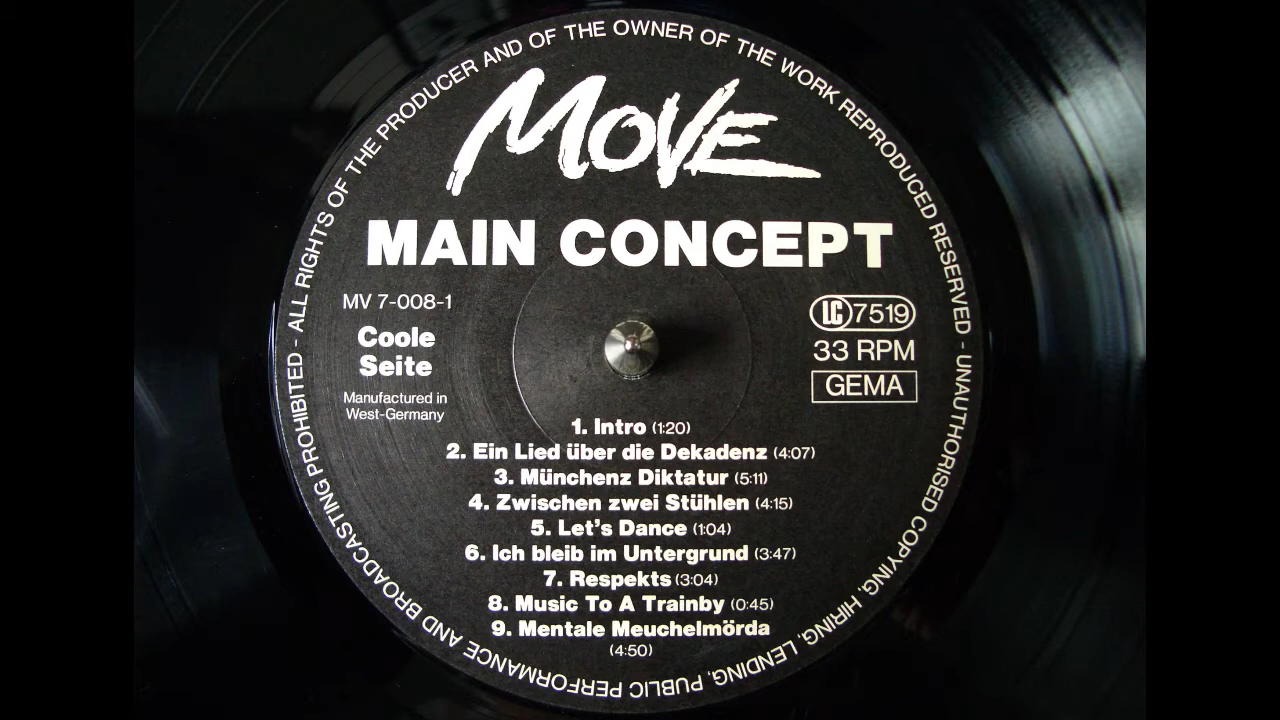 ALL RIGHTS OF THE PRODUCER AND OF THE OWNER OF THE WORK REPRODUCED RESERVED - UNAUTHORISED COPYING, HIRING, LENDING, PUBLIC PERFORMANCE AND BROADCASTING PROHIBITED -
MOVE
MAIN CONCEPT
MV 7-008-1
Coole
Seite
Manufactured in
West-Germany
LC 7519
33 RPM
GEMA
1. Intro (1:20)
2. Ein Lied über die Dekadenz (4:07)
3. Münchenz Diktatur (5:11)
4. Zwischen zwei Stühlen (4:15)
5. Let's Dance (1:04)
6. Ich bleib im Untergrund (3:47)
7. Respekts (3:04)
8. Music To A Trainby (0:45)
9. Mentale Meuchelmörda
(4:50)